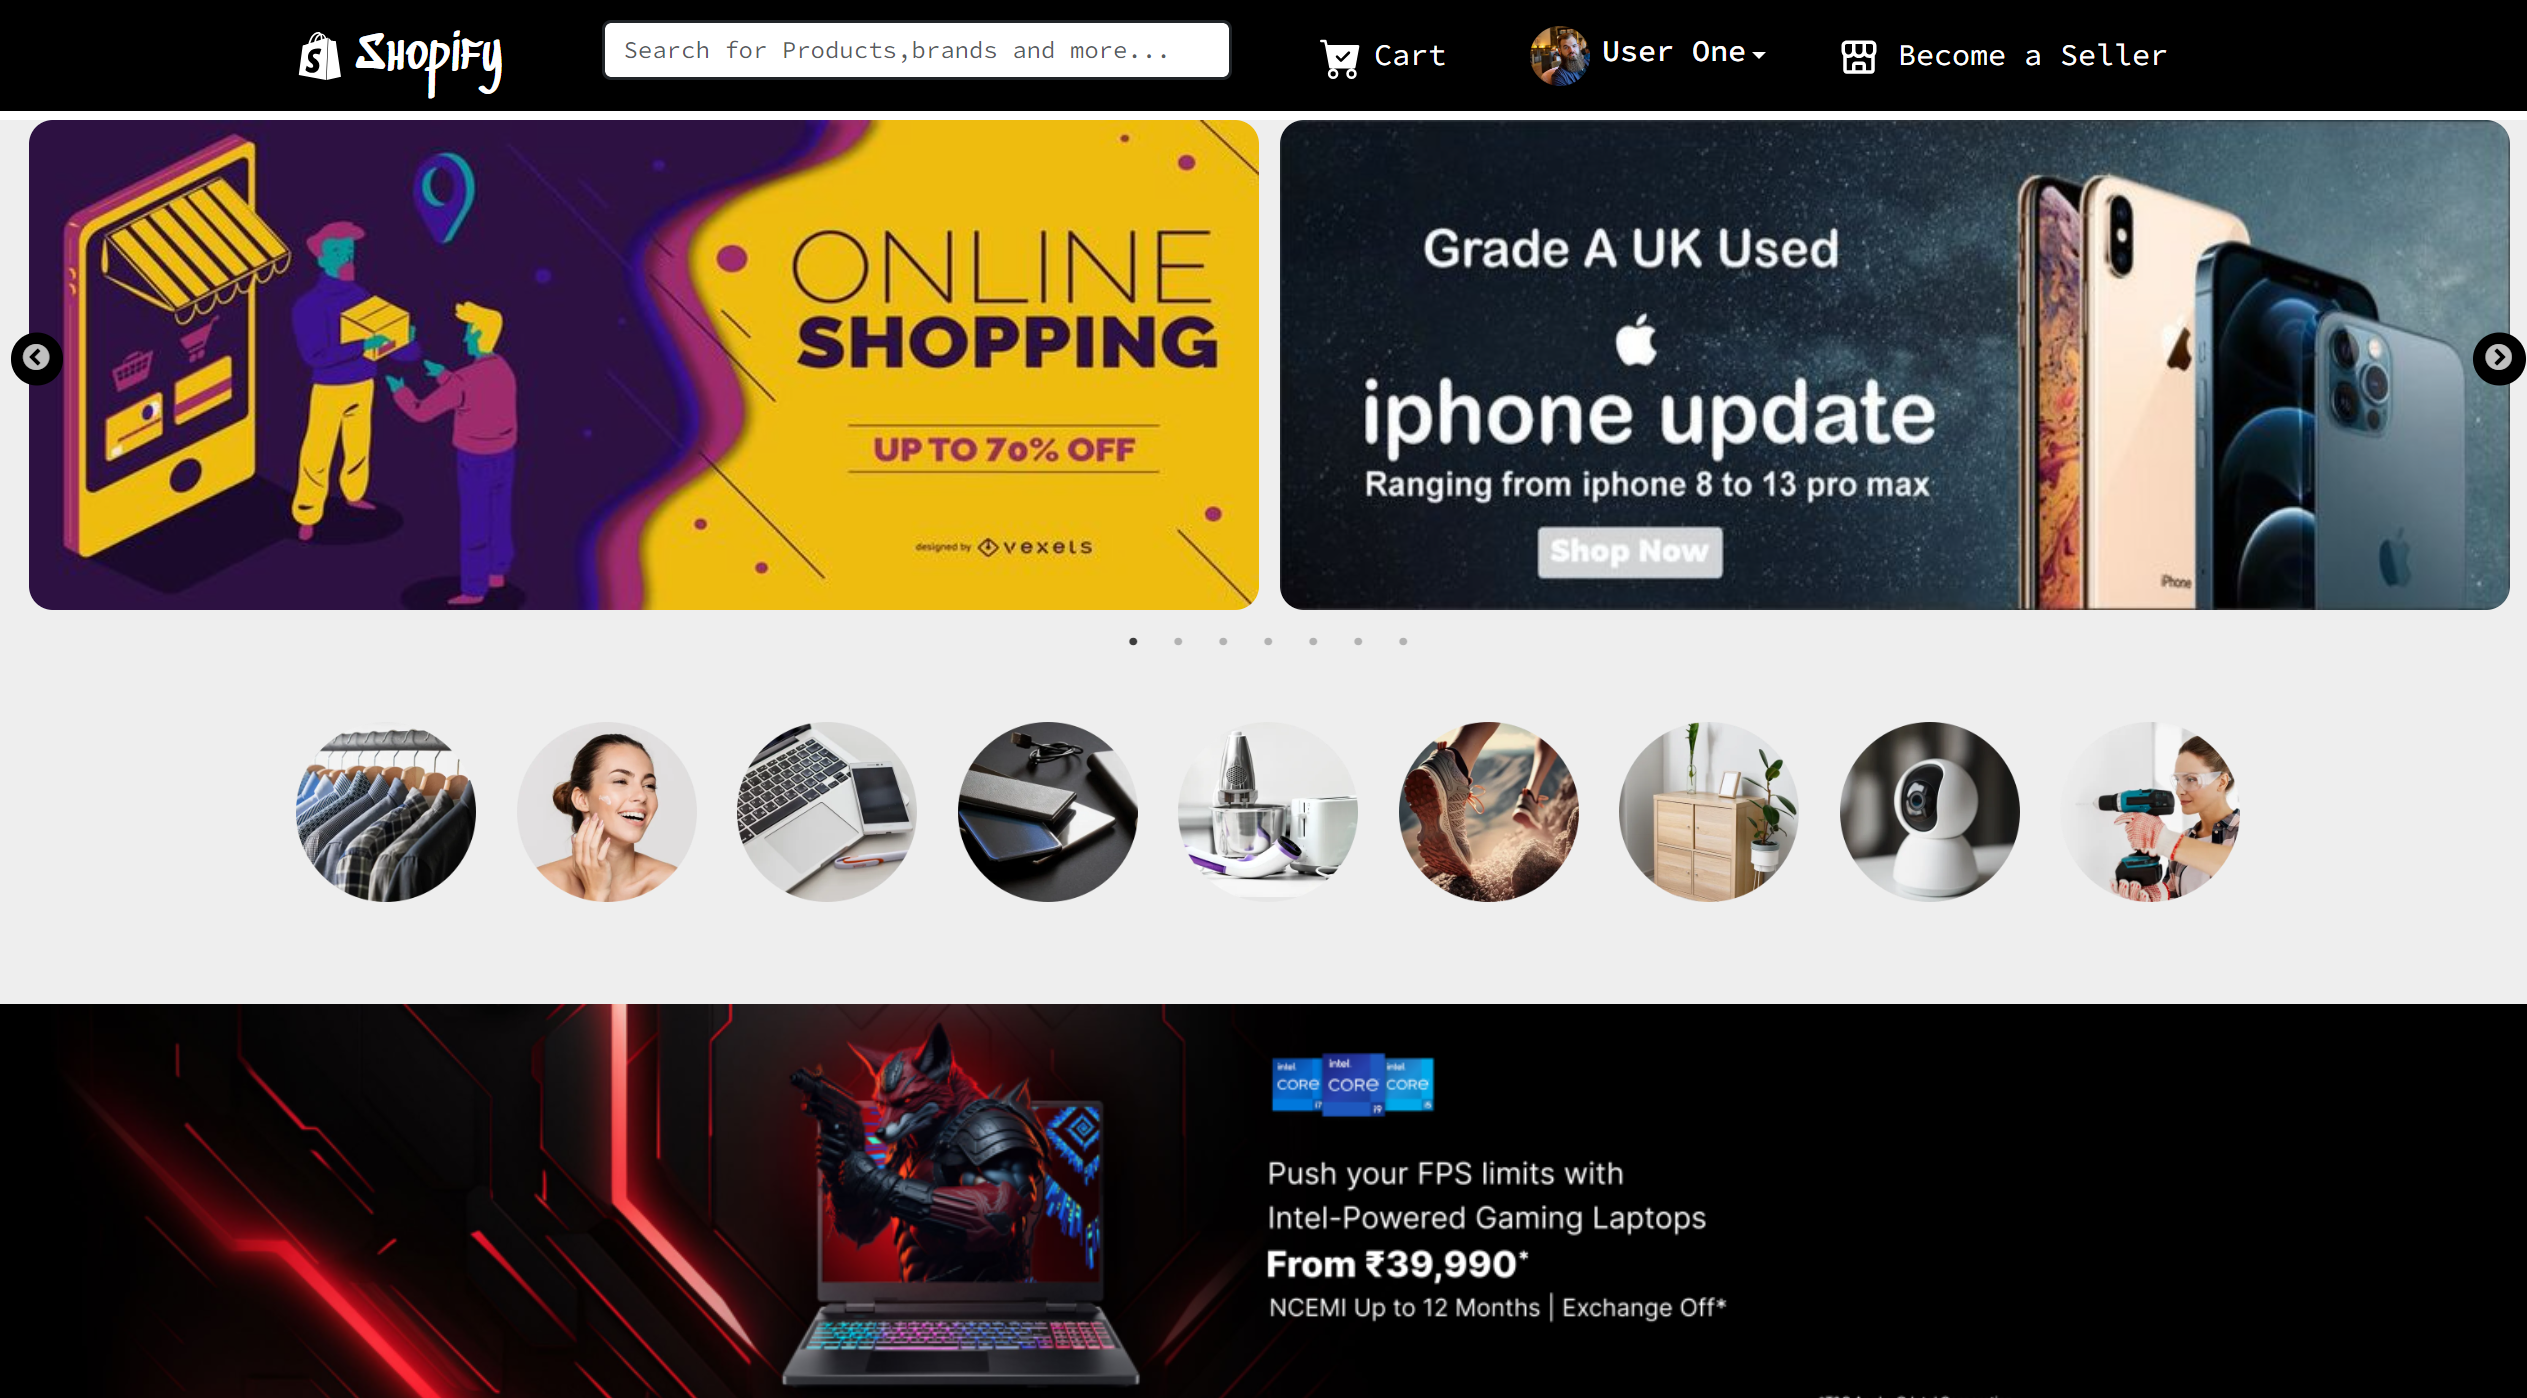 Shopify
Search for Products,brands and more...
Cart
User One
Become a Seller
ONLINE
SHOPPING
UP TO 70% OFF
designed by vexels
Grade A UK Used
iphone update
Ranging from iphone 8 to 13 pro max
Shop Now
iPhone
intel. CORE i7
intel. CORE i9
intel. CORE i5
Push your FPS limits with
Intel-Powered Gaming Laptops
From ₹39,990*
NCEMI Up to 12 Months | Exchange Off*